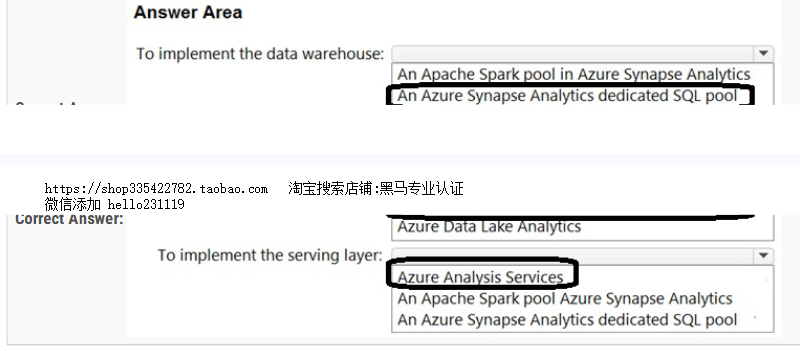 Answer Area
To implement the data warehouse:
An Apache Spark pool in Azure Synapse Analytics
An Azure Synapse Analytics dedicated SQL pool
https://shop335422782.taobao.com 淘宝搜索店铺:黑马专业认证
微信添加 hello231119
Correct Answer:
Azure Data Lake Analytics
To implement the serving layer:
Azure Analysis Services
An Apache Spark pool Azure Synapse Analytics
An Azure Synapse Analytics dedicated SQL pool